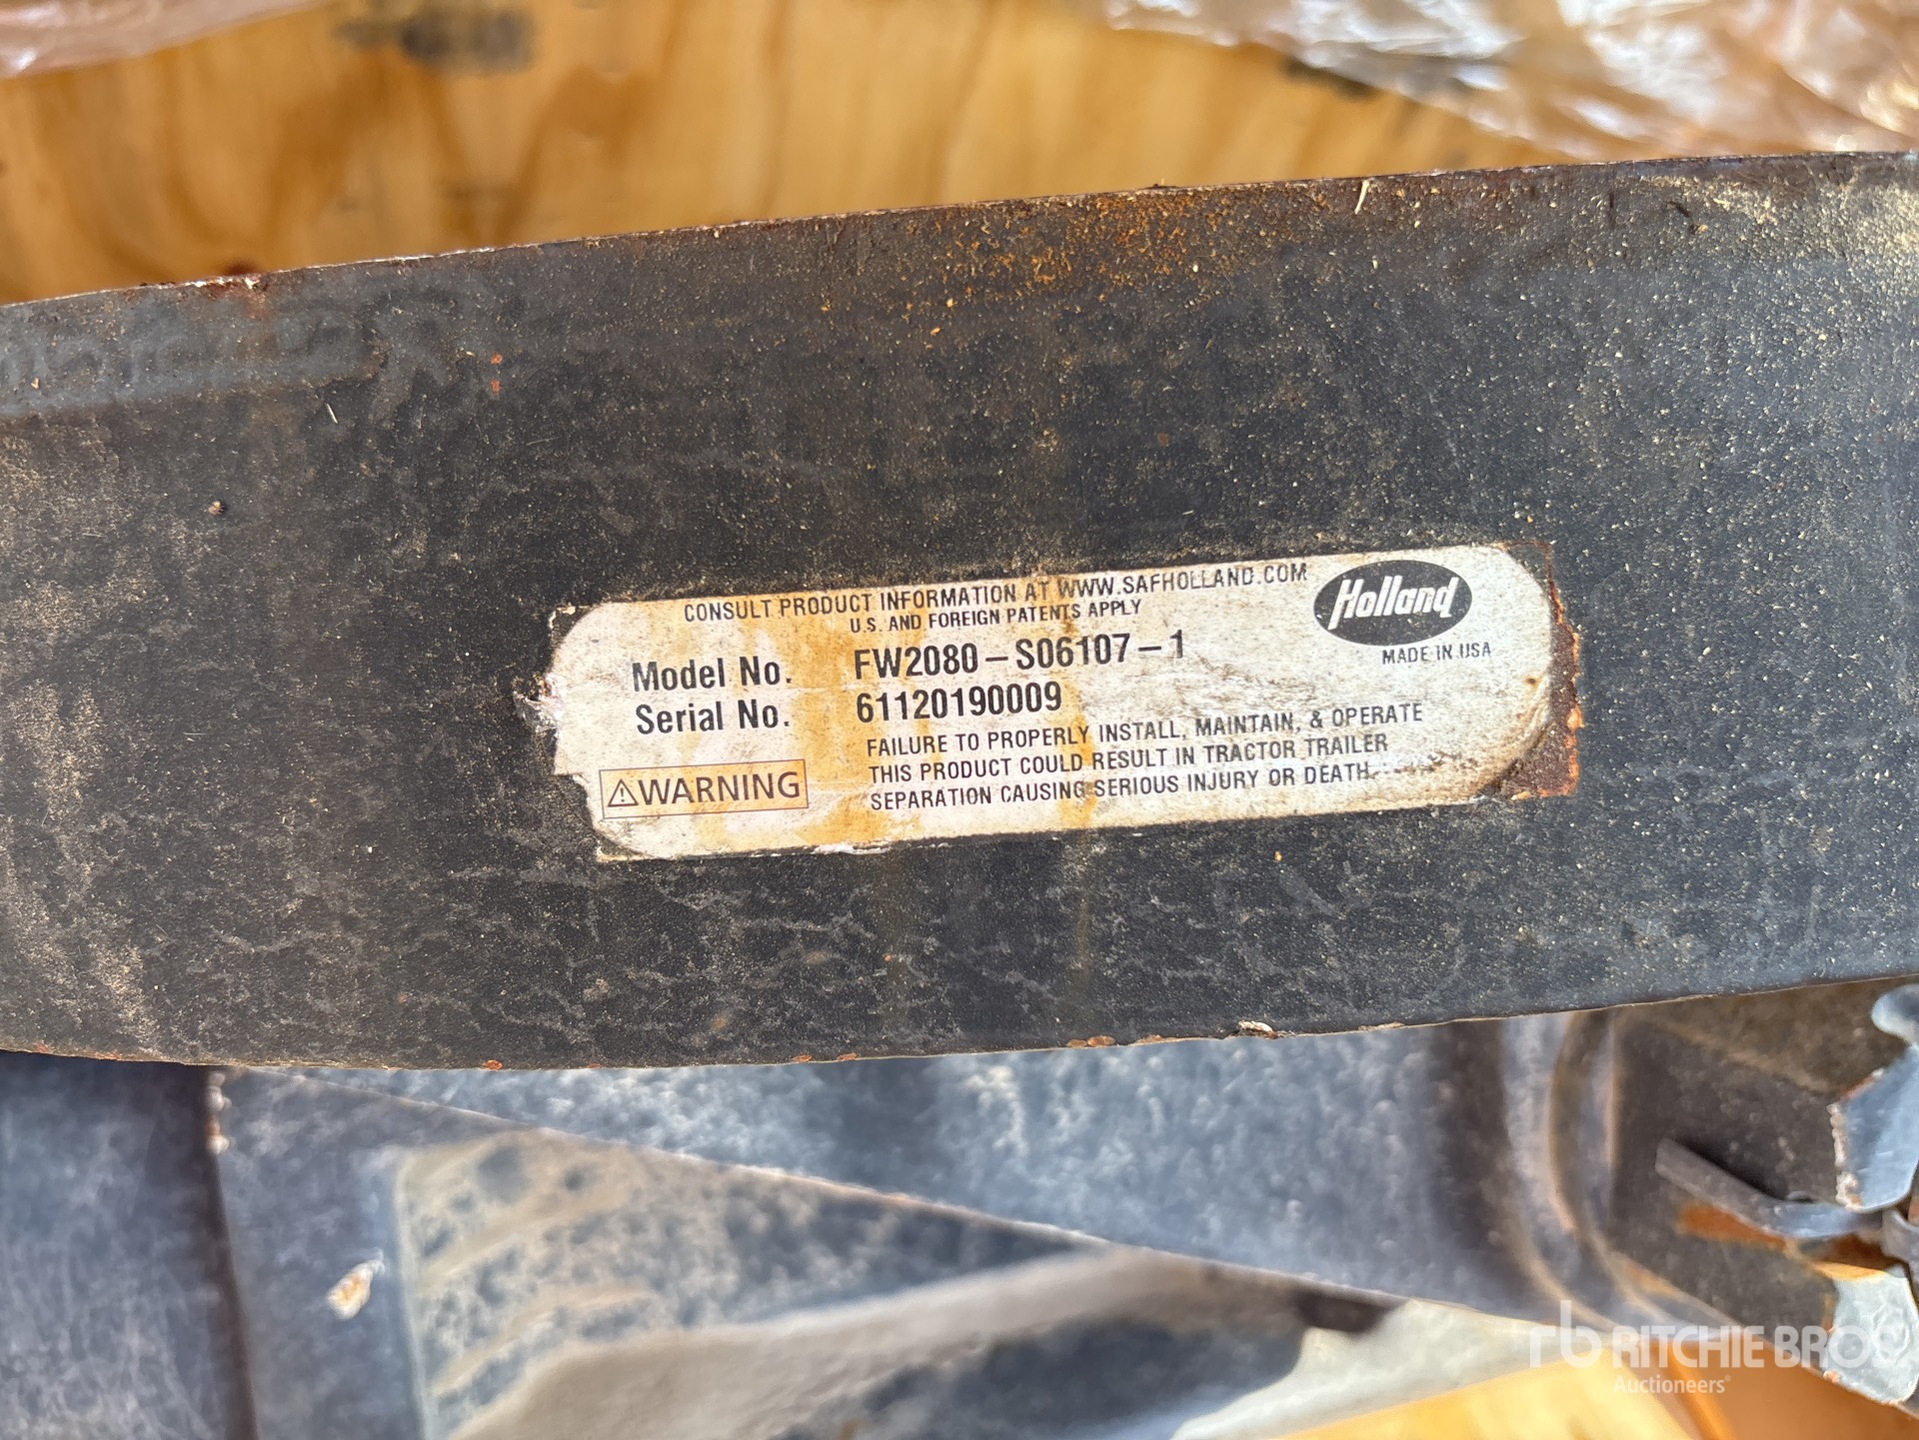 CONSULT PRODUCT INFORMATION AT WWW.SAFHOLLAND.COM
U.S. AND FOREIGN PATENTS APPLY
Holland
MADE IN USA
Model No. FW2080-S06107-1
Serial No. 61120190009
⚠WARNING
FAILURE TO PROPERLY INSTALL, MAINTAIN, & OPERATE
THIS PRODUCT COULD RESULT IN TRACTOR TRAILER
SEPARATION CAUSING SERIOUS INJURY OR DEATH.
rb RITCHIE BROS
Auctioneers